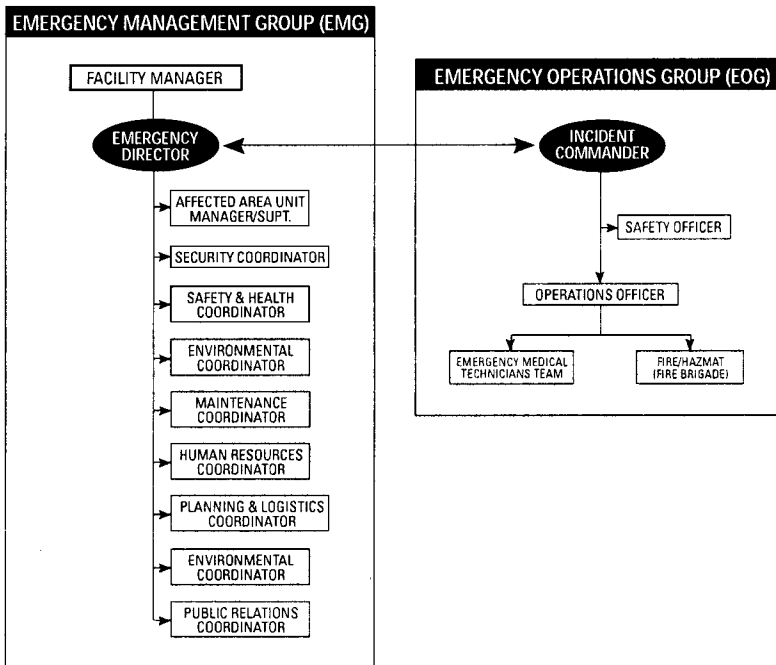 EMERGENCY MANAGEMENT GROUP (EMG)
FACILITY MANAGER
EMERGENCY
DIRECTOR
AFFECTED AREA UNIT
MANAGER/SUPT.
SECURITY COORDINATOR
SAFETY & HEALTH
COORDINATOR
ENVIRONMENTAL
COORDINATOR
MAINTENANCE
COORDINATOR
HUMAN RESOURCES
COORDINATOR
PLANNING & LOGISTICS
COORDINATOR
ENVIRONMENTAL
COORDINATOR
PUBLIC RELATIONS
COORDINATOR
EMERGENCY OPERATIONS GROUP (EOG)
INCIDENT
COMMANDER
SAFETY OFFICER
OPERATIONS OFFICER
EMERGENCY MEDICAL
TECHNICIANS TEAM
FIRE/HAZMAT
(FIRE BRIGADE)